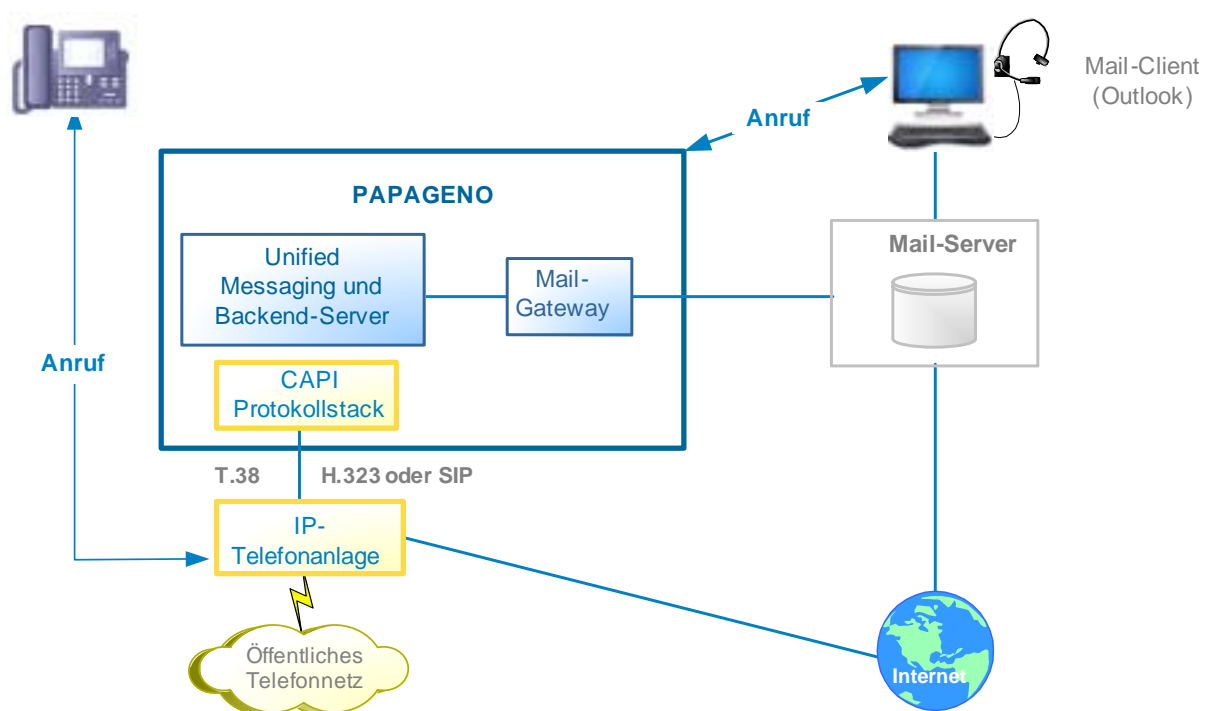 Mail-Client
(Outlook)
Anruf
PAPAGENO
Unified
Messaging und
Backend-Server
Mail-
Gateway
Mail-Server
Anruf
CAPI
Protokollstack
T.38
H.323 oder SIP
IP-
Telefonanlage
Öffentliches
Telefonnetz
Internet